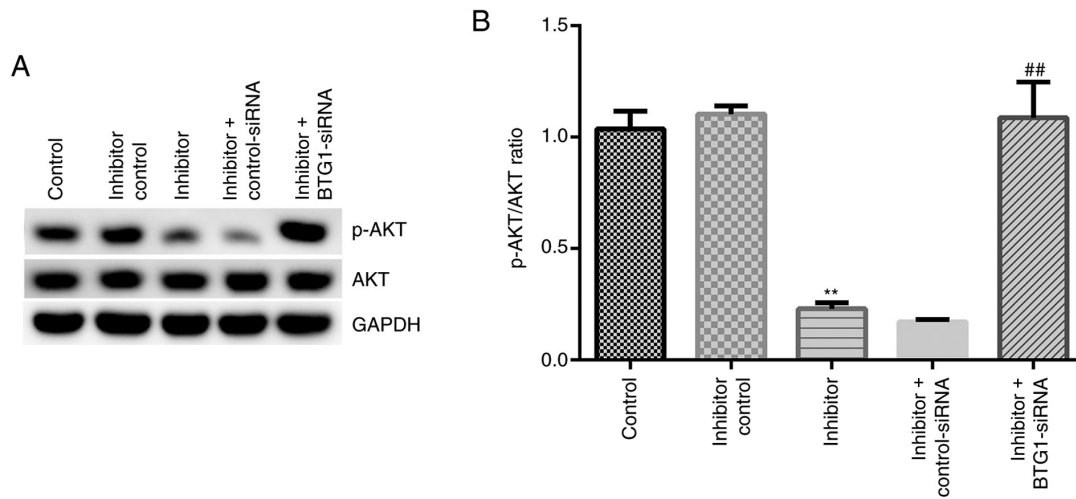 A
Control
Inhibitor
control
Inhibitor
Inhibitor +
control-siRNA
Inhibitor +
BTG1-siRNA
p-AKT
AKT
GAPDH
B
p-AKT/AKT ratio
1.5
1.0
0.5
0.0
**
##
Control
Inhibitor
control
Inhibitor
Inhibitor +
control-siRNA
Inhibitor +
BTG1-siRNA